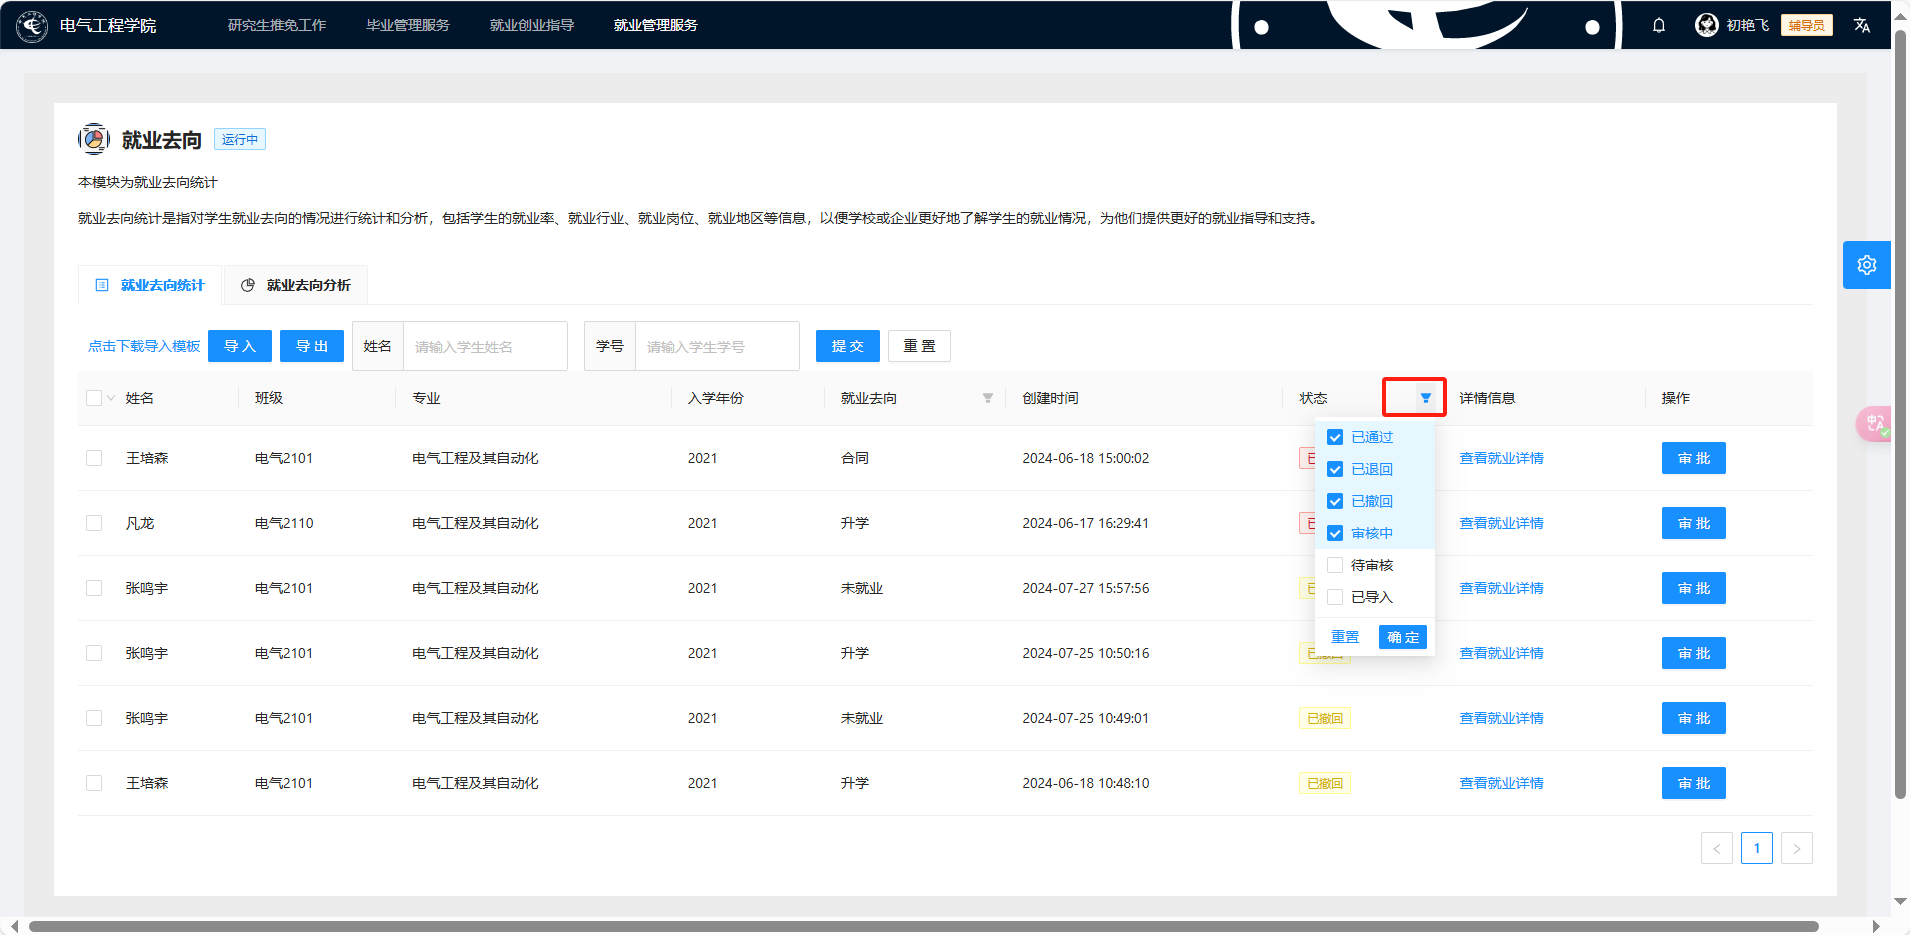 电气工程学院 研究生推免工作 毕业管理服务 就业创业指导 就业管理服务 初艳飞 辅导员
就业去向 运行中
本模块为就业去向统计
就业去向统计是指对学生就业去向的情况进行统计和分析，包括学生的就业率、就业行业、就业岗位、就业地区等信息，以便学校或企业更好地了解学生的就业情况，为他们提供更好的就业指导和支持。
就业去向统计 就业去向分析
点击下载导入模板 导入 导出 姓名 请输入学生姓名 学号 请输入学生学号 提交 重置
姓名 班级 专业 入学年份 就业去向 创建时间 状态 详情信息 操作
王培森 电气2101 电气工程及其自动化 2021 合同 2024-06-18 15:00:02 已 查看就业详情 审批
凡龙 电气2110 电气工程及其自动化 2021 升学 2024-06-17 16:29:41 已 查看就业详情 审批
张鸣宇 电气2101 电气工程及其自动化 2021 未就业 2024-07-27 15:57:56 已 查看就业详情 审批
张鸣宇 电气2101 电气工程及其自动化 2021 升学 2024-07-25 10:50:16 已撤回 查看就业详情 审批
张鸣宇 电气2101 电气工程及其自动化 2021 未就业 2024-07-25 10:49:01 已撤回 查看就业详情 审批
王培森 电气2101 电气工程及其自动化 2021 升学 2024-06-18 10:48:10 已撤回 查看就业详情 审批
已通过
已退回
已撤回
审核中
待审核
已导入
重置 确定
< 1 >